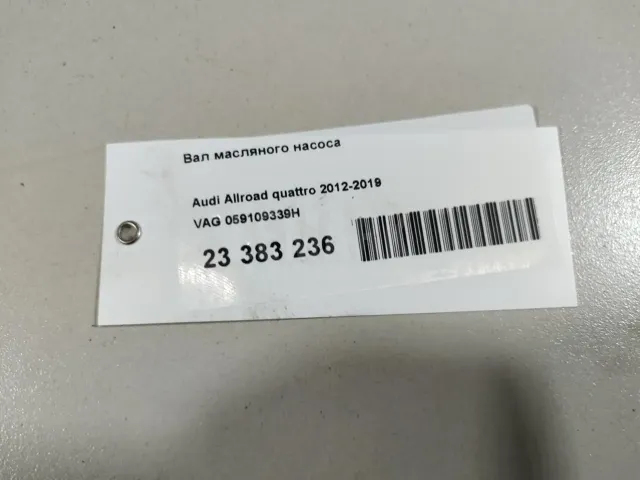 Вал масляного насоса
Audi Allroad quattro 2012-2019
VAG 059109339H
23 383 236